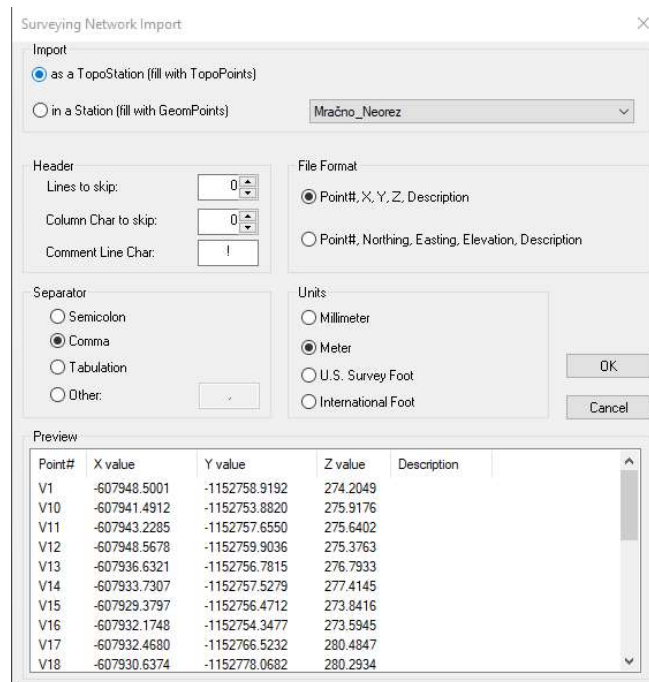 Surveying Network Import
Import
as a TopoStation (fill with TopoPoints)
in a Station (fill with GeomPoints) Mračno_Neorez
Header
Lines to skip: 0
Column Char to skip: 0
Comment Line Char: !
File Format
Point#, X, Y, Z, Description
Point#, Northing, Easting, Elevation, Description
Separator
Semicolon
Comma
Tabulation
Other: ,
Units
Millimeter
Meter
U.S. Survey Foot
International Foot
OK
Cancel
Preview
Point# X value Y value Z value Description
V1 -607948.5001 -1152758.9192 274.2049
V10 -607941.4912 -1152753.8820 275.9176
V11 -607943.2285 -1152757.6550 275.6402
V12 -607948.5678 -1152759.9036 275.3763
V13 -607936.6321 -1152756.7815 276.7933
V14 -607933.7307 -1152757.5279 277.4145
V15 -607929.3797 -1152756.4712 273.8416
V16 -607932.1748 -1152754.3477 273.5945
V17 -607932.4680 -1152766.5232 280.4847
V18 -607930.6374 -1152778.0682 280.2934